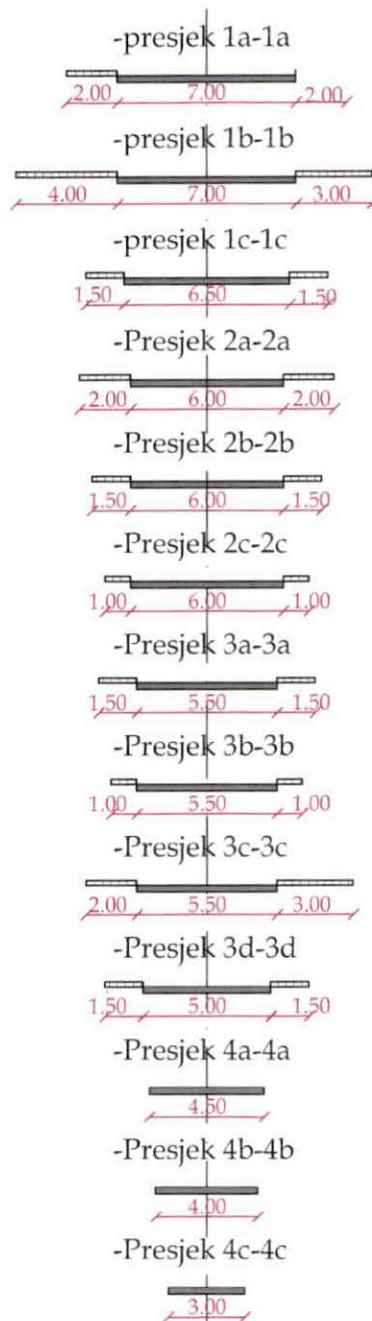 -presjek 1a-1a
2.00 7.00 2.00
-presjek 1b-1b
4.00 7.00 3.00
-presjek 1c-1c
1.50 6.50 1.50
-Presjek 2a-2a
2.00 6.00 2.00
-Presjek 2b-2b
1.50 6.00 1.50
-Presjek 2c-2c
1.00 6.00 1.00
-Presjek 3a-3a
1.50 5.50 1.50
-Presjek 3b-3b
1.00 5.50 1.00
-Presjek 3c-3c
2.00 5.50 3.00
-Presjek 3d-3d
1.50 5.00 1.50
-Presjek 4a-4a
4.50
-Presjek 4b-4b
4.00
-Presjek 4c-4c
3.00